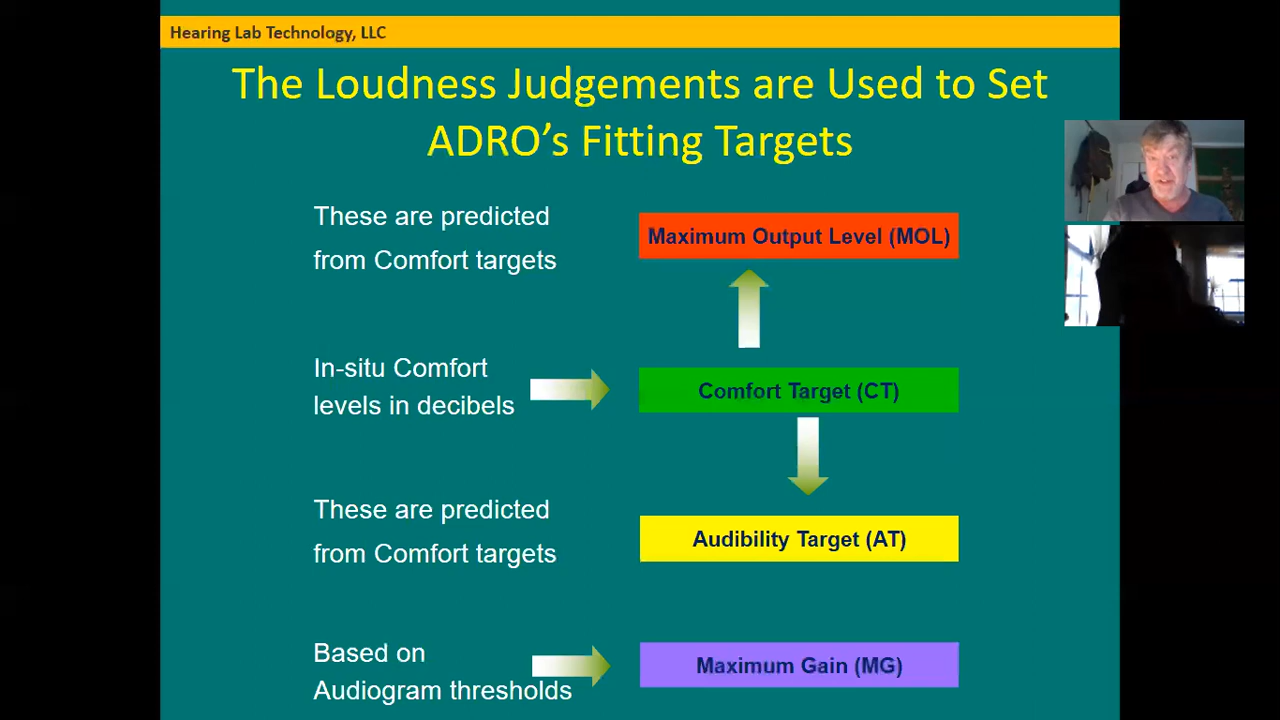 Hearing Lab Technology, LLC
The Loudness Judgements are Used to Set
ADRO’s Fitting Targets
These are predicted
from Comfort targets
Maximum Output Level (MOL)
In-situ Comfort
levels in decibels
Comfort Target (CT)
These are predicted
from Comfort targets
Audibility Target (AT)
Based on
Audiogram thresholds
Maximum Gain (MG)